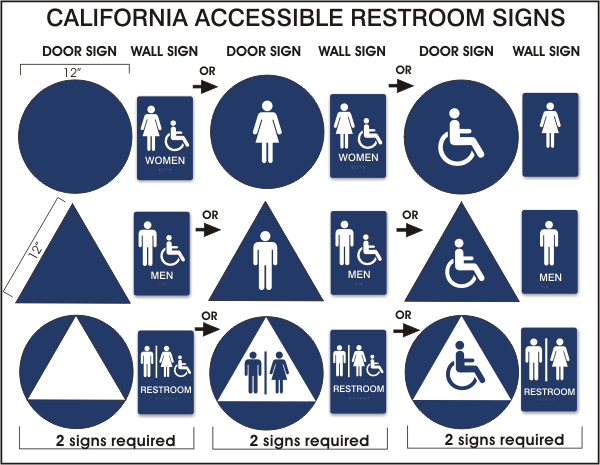 CALIFORNIA ACCESSIBLE RESTROOM SIGNS
DOOR SIGN WALL SIGN DOOR SIGN WALL SIGN DOOR SIGN WALL SIGN
12" OR OR
WOMEN WOMEN
12" OR OR
MEN MEN MEN
OR OR
RESTROOM RESTROOM RESTROOM
2 signs required 2 signs required 2 signs required